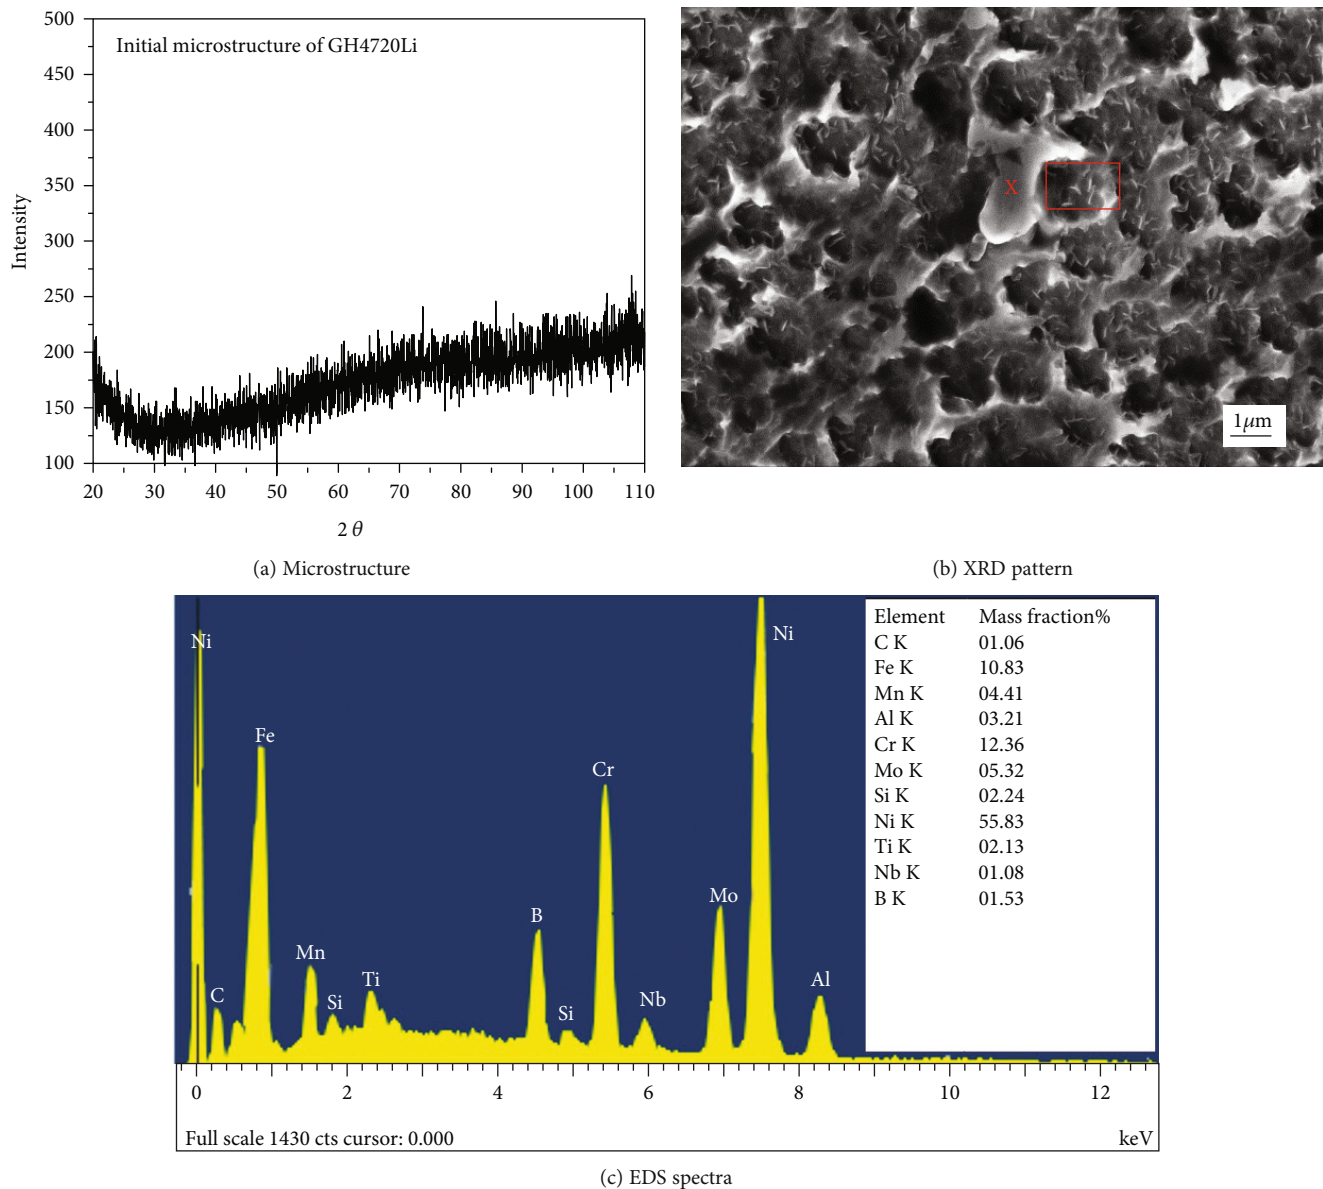 500
450
400
350
300
250
200
150
100
Intensity
Initial microstructure of GH4720Li
20 30 40 50 60 70 80 90 100 110
2 θ
(a) Microstructure
X
1μm
(b) XRD pattern
Ni
Fe
C
Mn
Si
Ti
B
Si
Cr
Nb
Mo
Ni
Al
Element Mass fraction%
C K 01.06
Fe K 10.83
Mn K 04.41
Al K 03.21
Cr K 12.36
Mo K 05.32
Si K 02.24
Ni K 55.83
Ti K 02.13
Nb K 01.08
B K 01.53
0 2 4 6 8 10 12
Full scale 1430 cts cursor: 0.000 keV
(c) EDS spectra